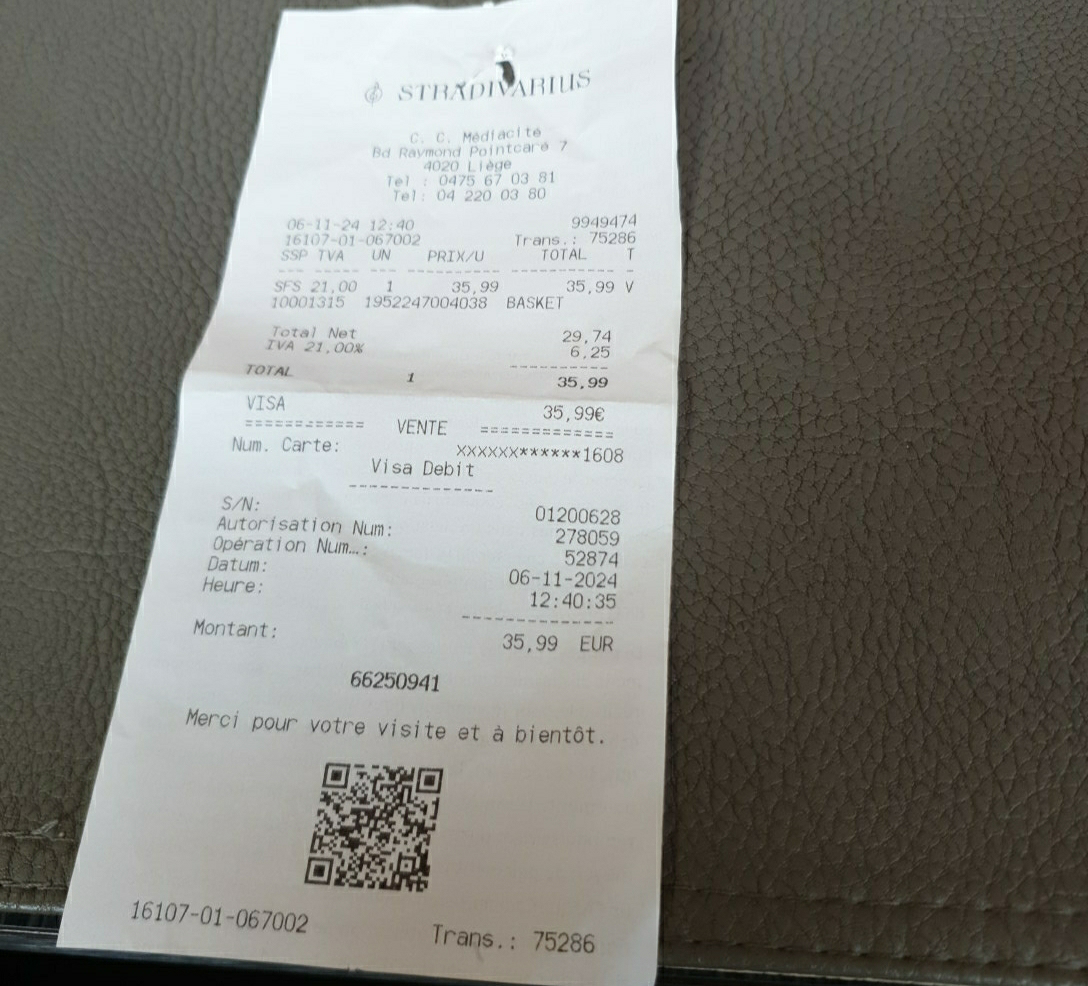 STRADIVARIUS
C. C. Médiacité
Bd Raymond Pointcaré 7
4020 Liège
Tel : 0475 67 03 81
Tel: 04 220 03 80
06-11-24 12:40 9949474
16107-01-067002 Trans.: 75286
SSP TVA UN PRIX/U TOTAL T
--- ----- --- ---------- ------------ --
SFS 21,00 1 35,99 35,99 V
10001315 1952247004038 BASKET
Total Net 29,74
IVA 21,00% 6,25
----------
TOTAL 1 35,99
VISA 35,99€
============ VENTE =============
Num. Carte: XXXXXX******1608
Visa Debit
--------------
S/N: 01200628
Autorisation Num: 278059
Opération Num…: 52874
Datum: 06-11-2024
Heure: 12:40:35
---------------
Montant: 35,99 EUR
66250941
Merci pour votre visite et à bientôt.
16107-01-067002 Trans.: 75286